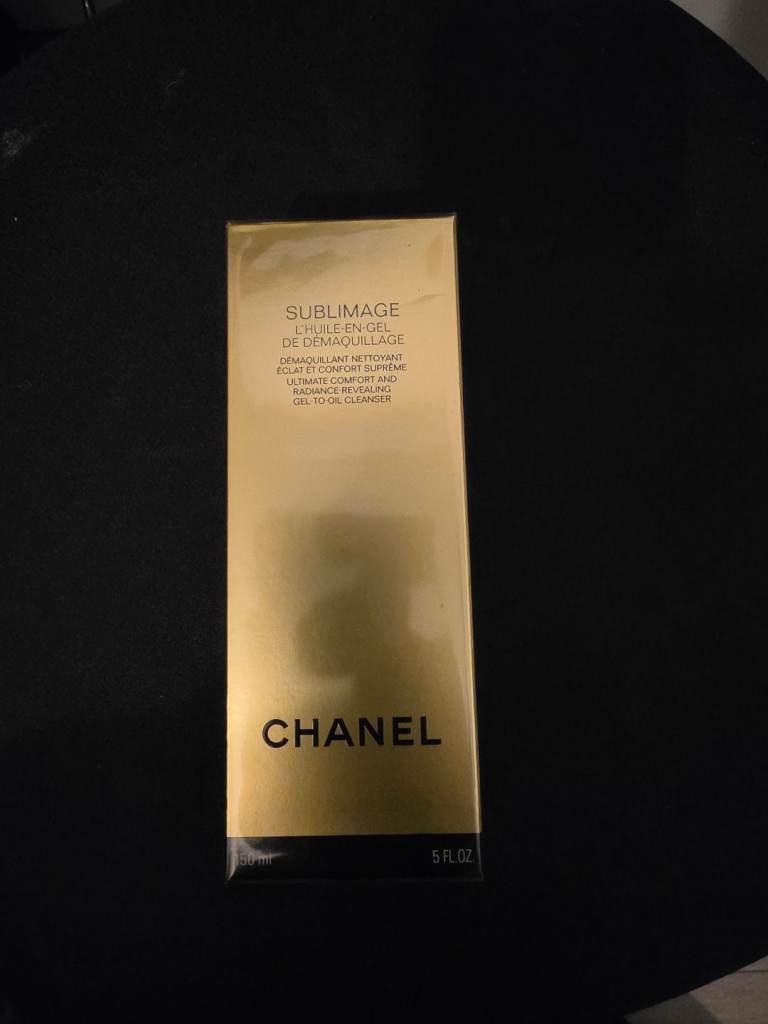 SUBLIMAGE
L'HUILE-EN-GEL
DE DÉMAQUILLAGE
DÉMAQUILLANT NETTOYANT
ÉCLAT ET CONFORT SUPRÊME
ULTIMATE COMFORT AND
RADIANCE-REVEALING
GEL-TO-OIL CLEANSER
CHANEL
150 ml 5 FL.OZ.